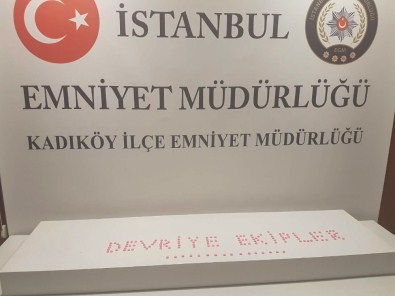 İSTANBUL
EMNİYET MÜDÜRLÜĞÜ
KADIKÖY İLÇE EMNİYET MÜDÜRLÜĞÜ
DEVRİYE EKİPLER